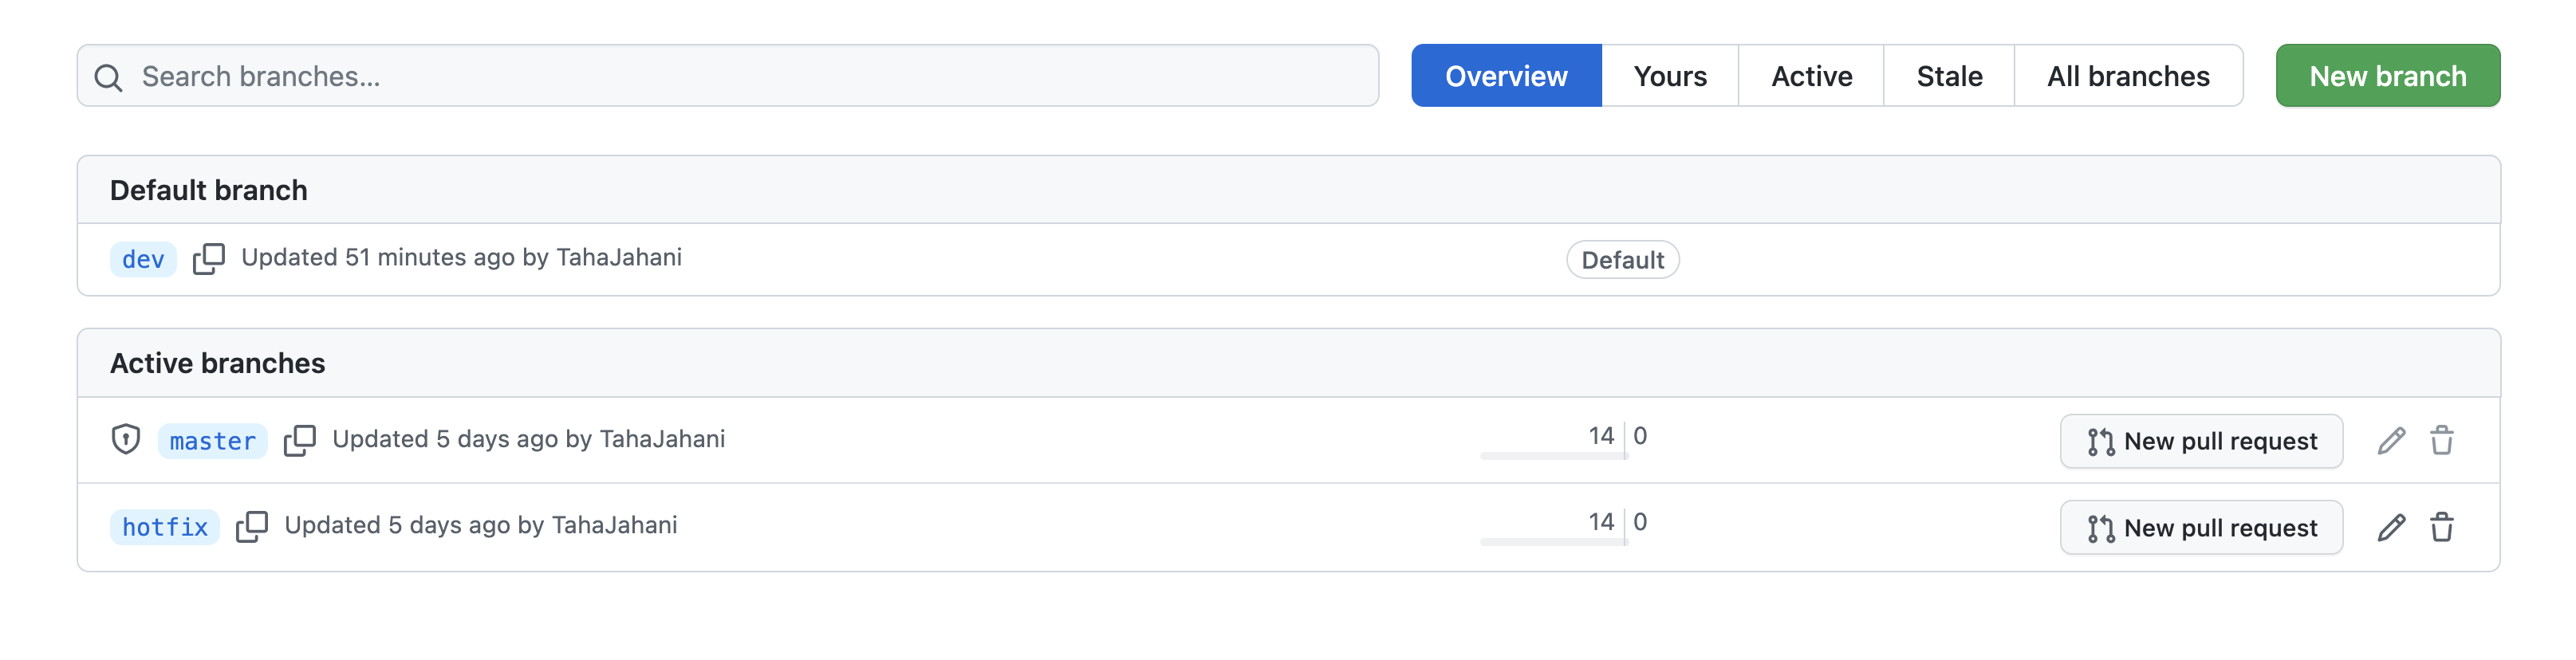 Search branches...
Overview Yours Active Stale All branches New branch
Default branch
dev Updated 51 minutes ago by TahaJahani Default
Active branches
master Updated 5 days ago by TahaJahani 14 0 New pull request
hotfix Updated 5 days ago by TahaJahani 14 0 New pull request